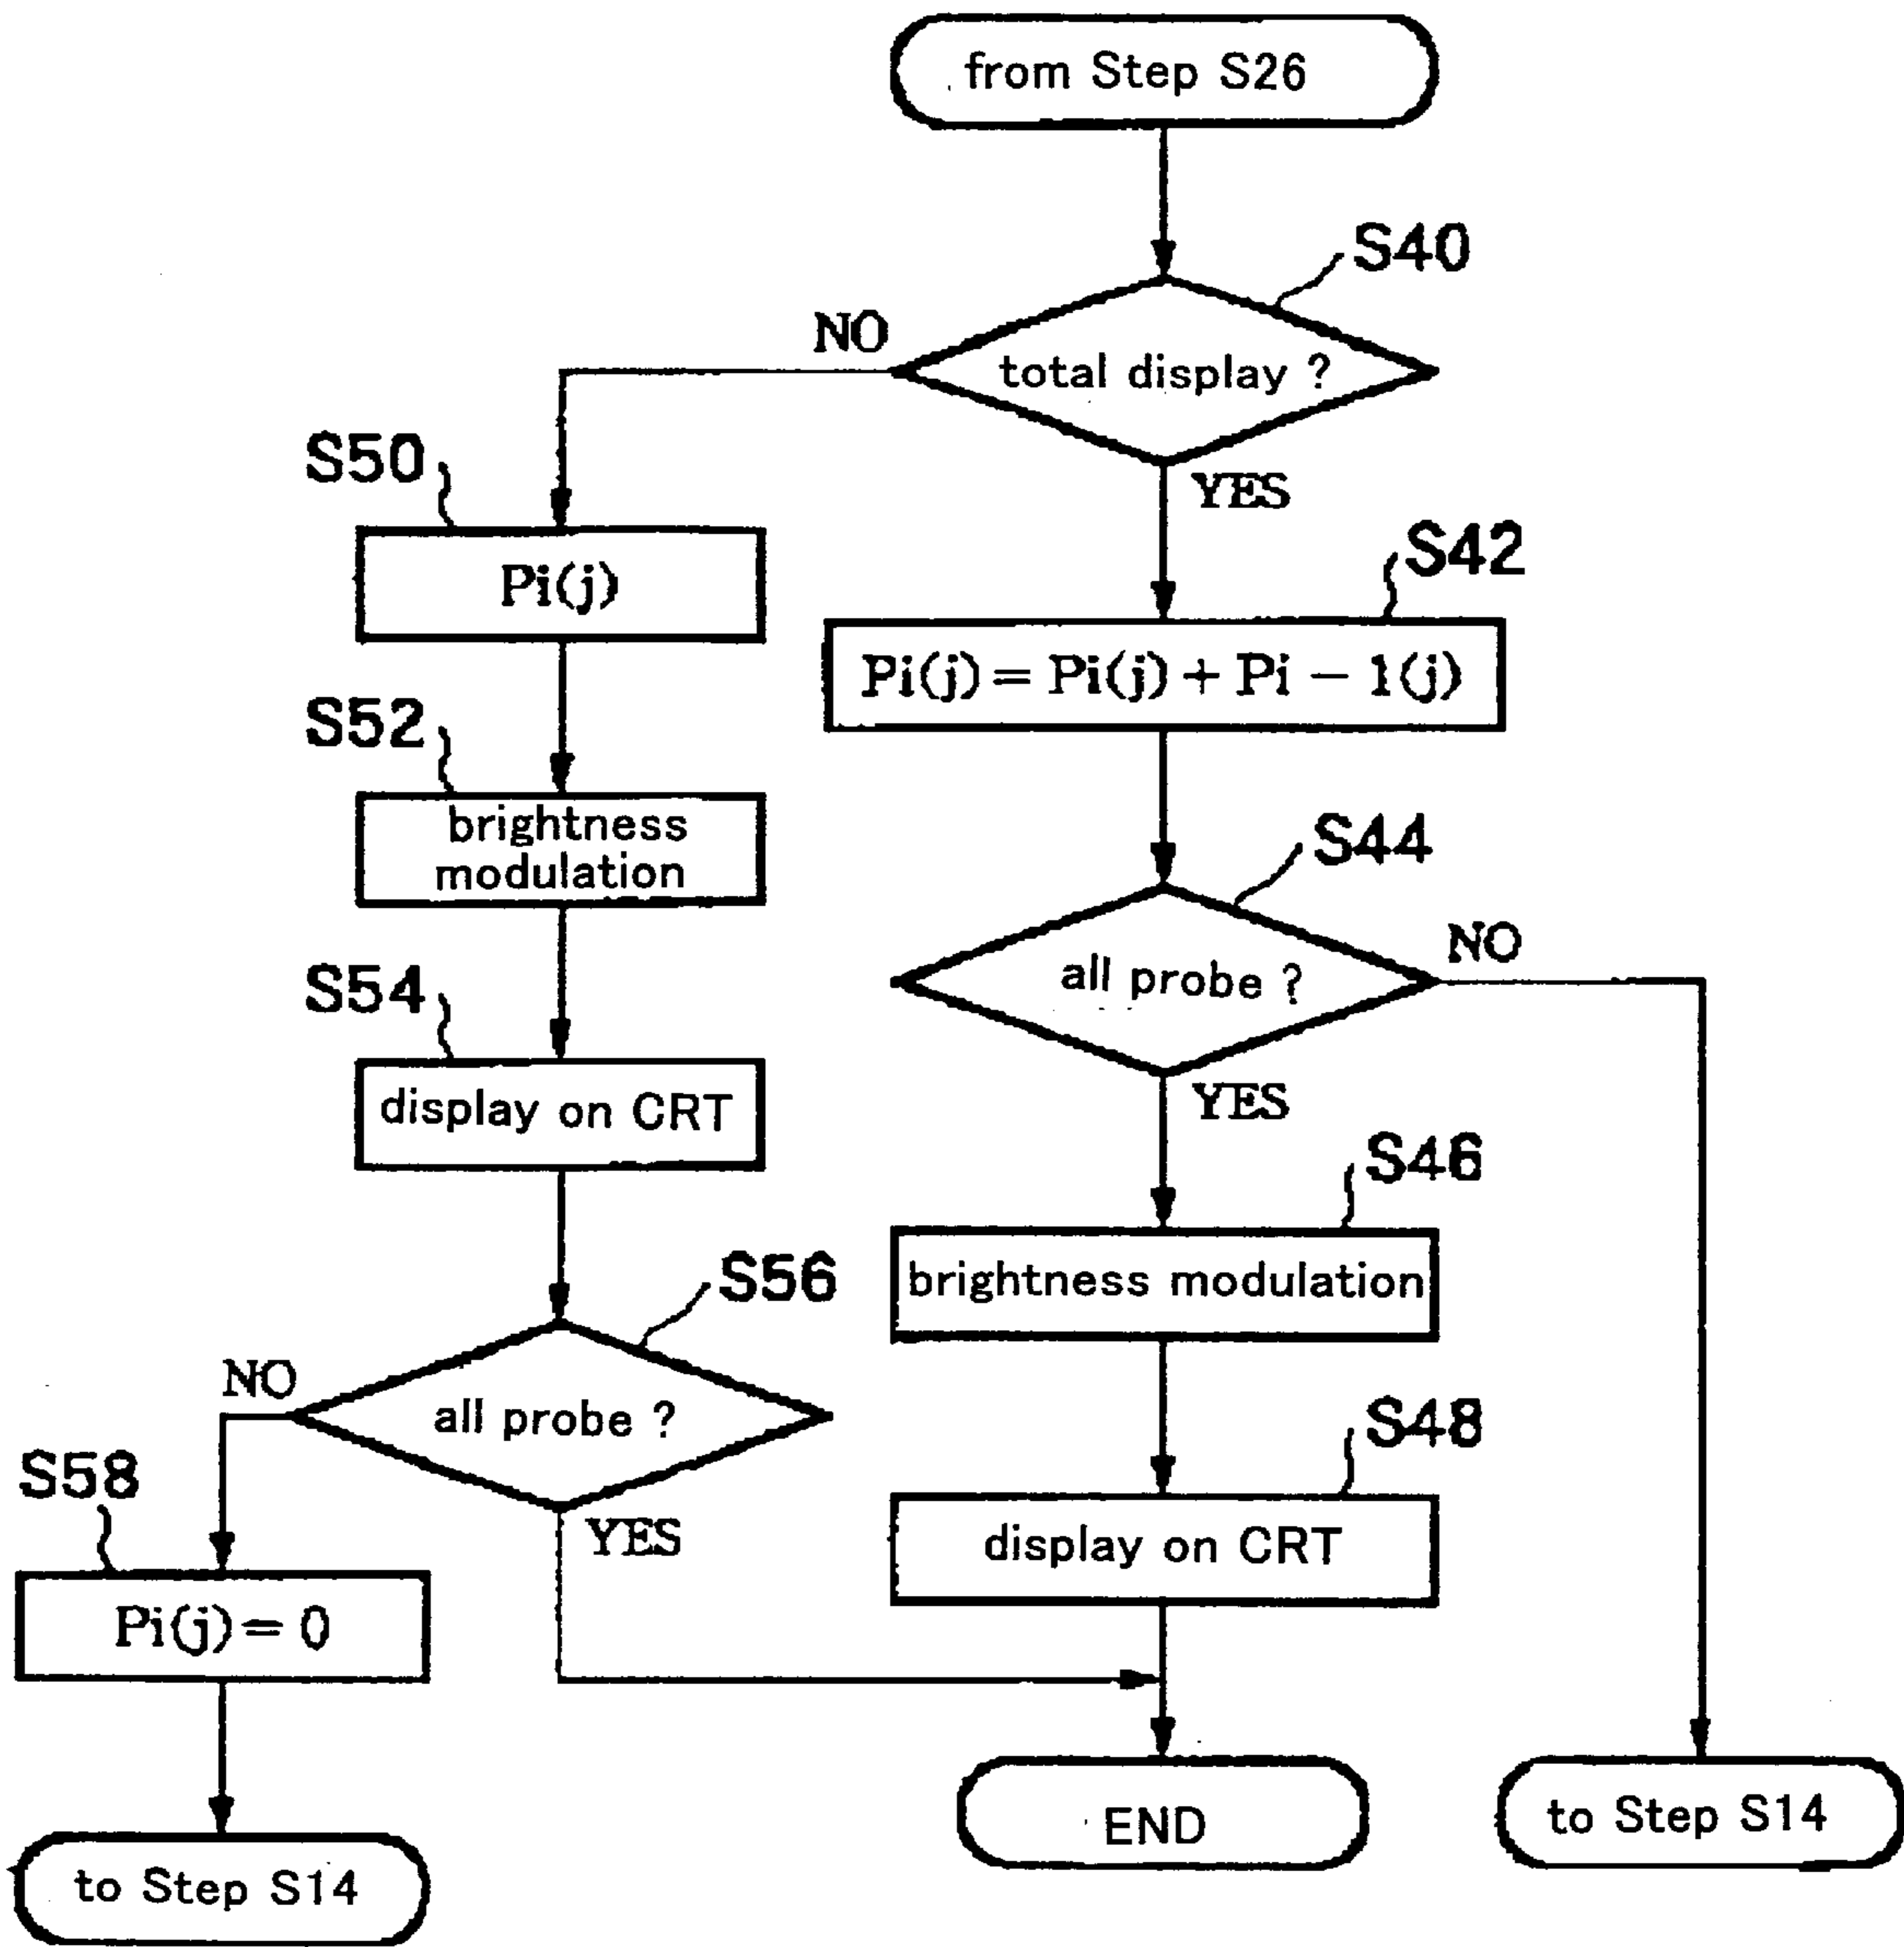 from Step S26
S40
NO
total display ?
YES
S50
Pi(j)
S42
Pi(j) = Pi(j) + Pi − 1(j)
S52
brightness
modulation
S44
all probe ?
NO
YES
S54
display on CRT
S46
brightness modulation
S56
all probe ?
NO
YES
S48
display on CRT
S58
Pi(j) = 0
to Step S14
END
to Step S14